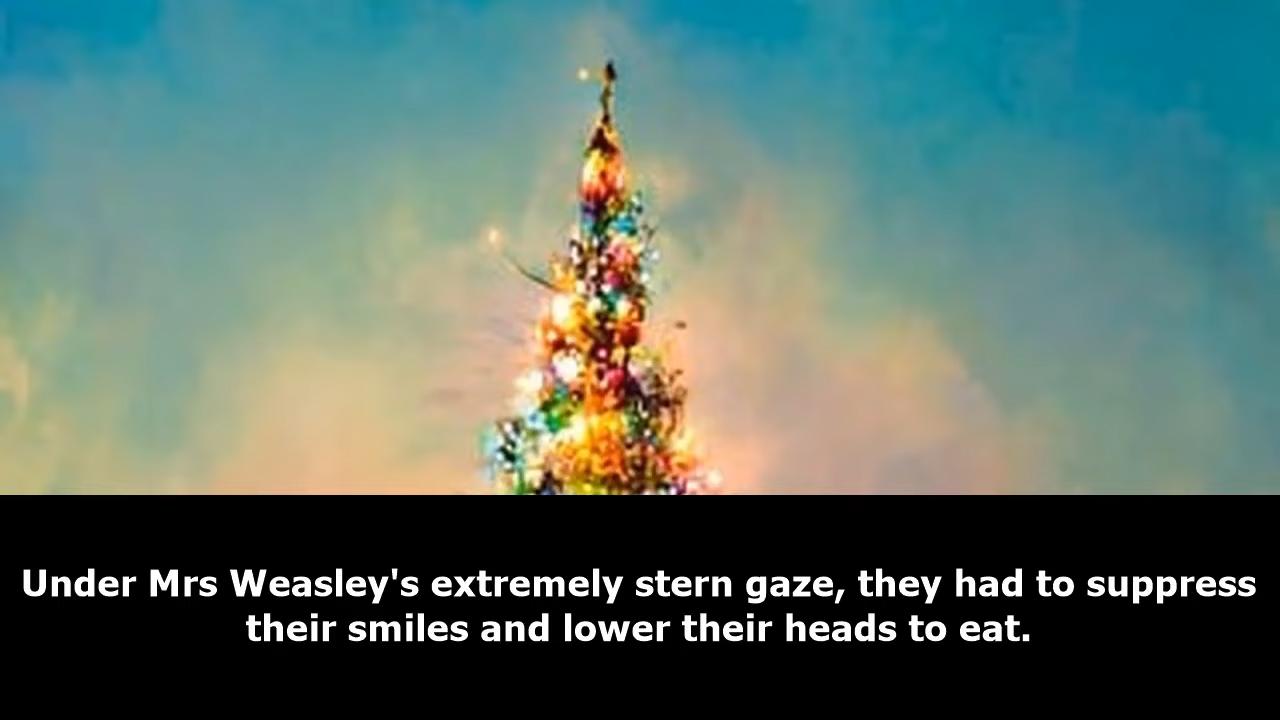 Under Mrs Weasley's extremely stern gaze, they had to suppress
their smiles and lower their heads to eat.